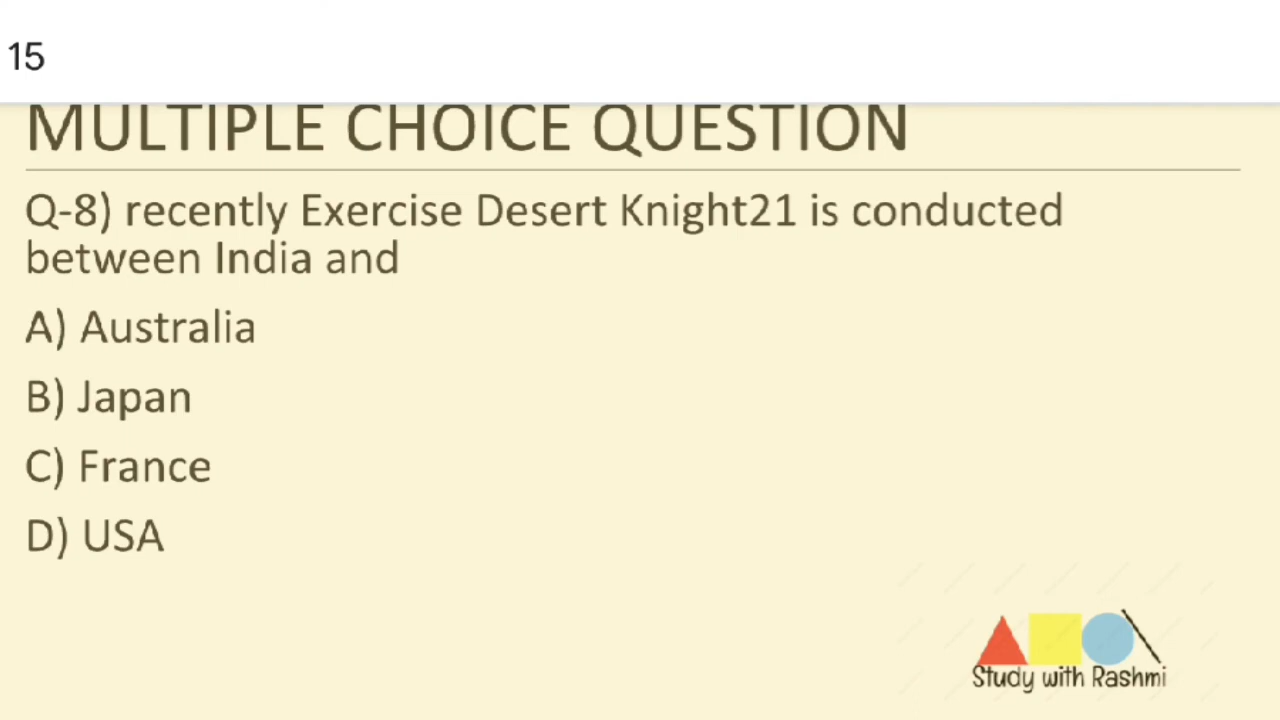 15
MULTIPLE CHOICE QUESTION
Q-8) recently Exercise Desert Knight21 is conducted
between India and
A) Australia
B) Japan
C) France
D) USA
Study with Rashmi